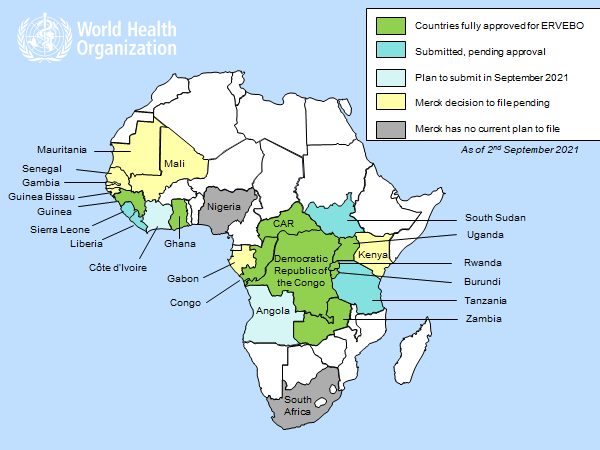 World Health
Organization
Countries fully approved for ERVEBO
Submitted, pending approval
Plan to submit in September 2021
Merck decision to file pending
Merck has no current plan to file
As of 2nd September 2021
Mauritania
Mali
Senegal
Gambia
Guinea Bissau
Guinea
Sierra Leone
Liberia
Ghana
Côte d'Ivoire
Nigeria
CAR
South Sudan
Uganda
Kenya
Democratic
Republic of
the Congo
Rwanda
Burundi
Tanzania
Zambia
Gabon
Congo
Angola
South
Africa